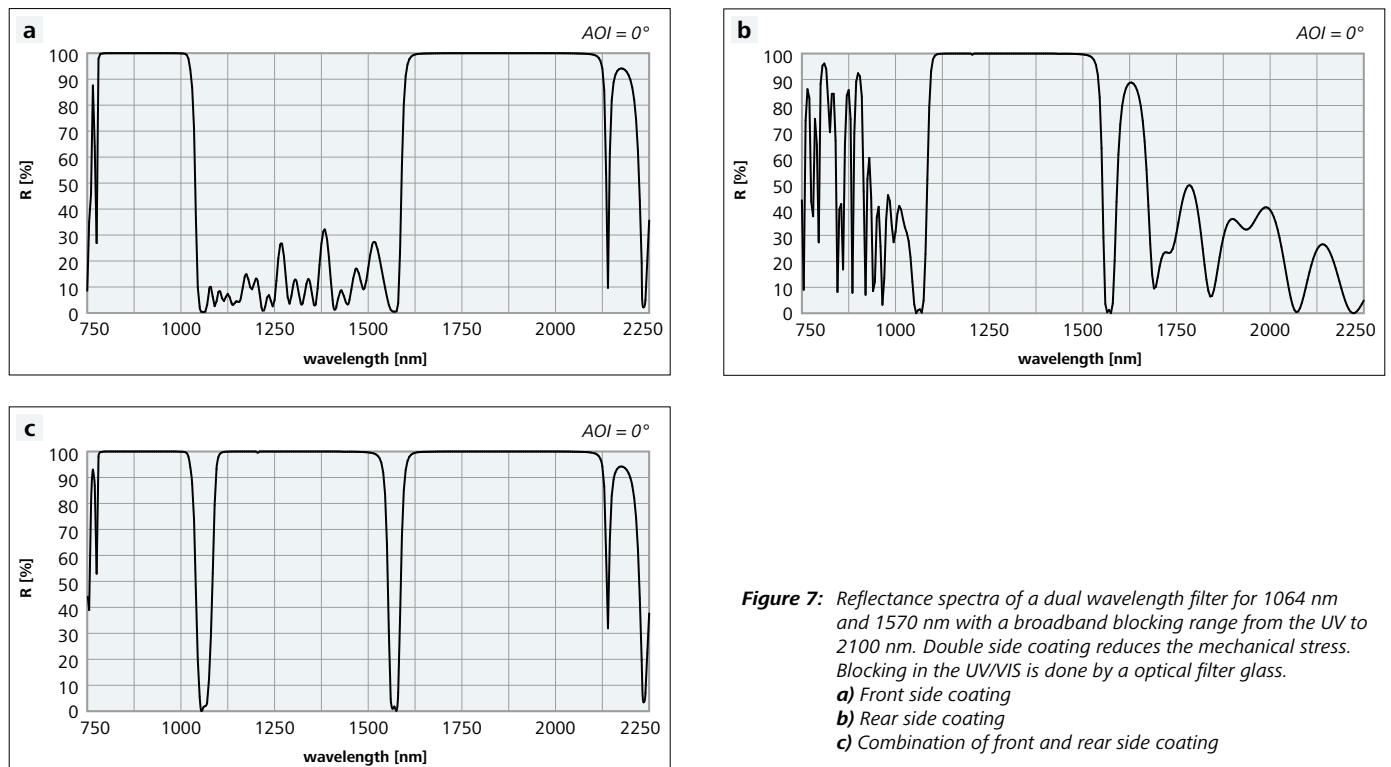 a
AOI = 0°
100
90
80
70
60
50
40
30
20
10
0
R [%]
750 1000 1250 1500 1750 2000 2250
wavelength [nm]
b
AOI = 0°
100
90
80
70
60
50
40
30
20
10
0
R [%]
750 1000 1250 1500 1750 2000 2250
wavelength [nm]
c
AOI = 0°
100
90
80
70
60
50
40
30
20
10
0
R [%]
750 1000 1250 1500 1750 2000 2250
wavelength [nm]
Figure 7: Reflectance spectra of a dual wavelength filter for 1064 nm
and 1570 nm with a broadband blocking range from the UV to
2100 nm. Double side coating reduces the mechanical stress.
Blocking in the UV/VIS is done by a optical filter glass.
a) Front side coating
b) Rear side coating
c) Combination of front and rear side coating